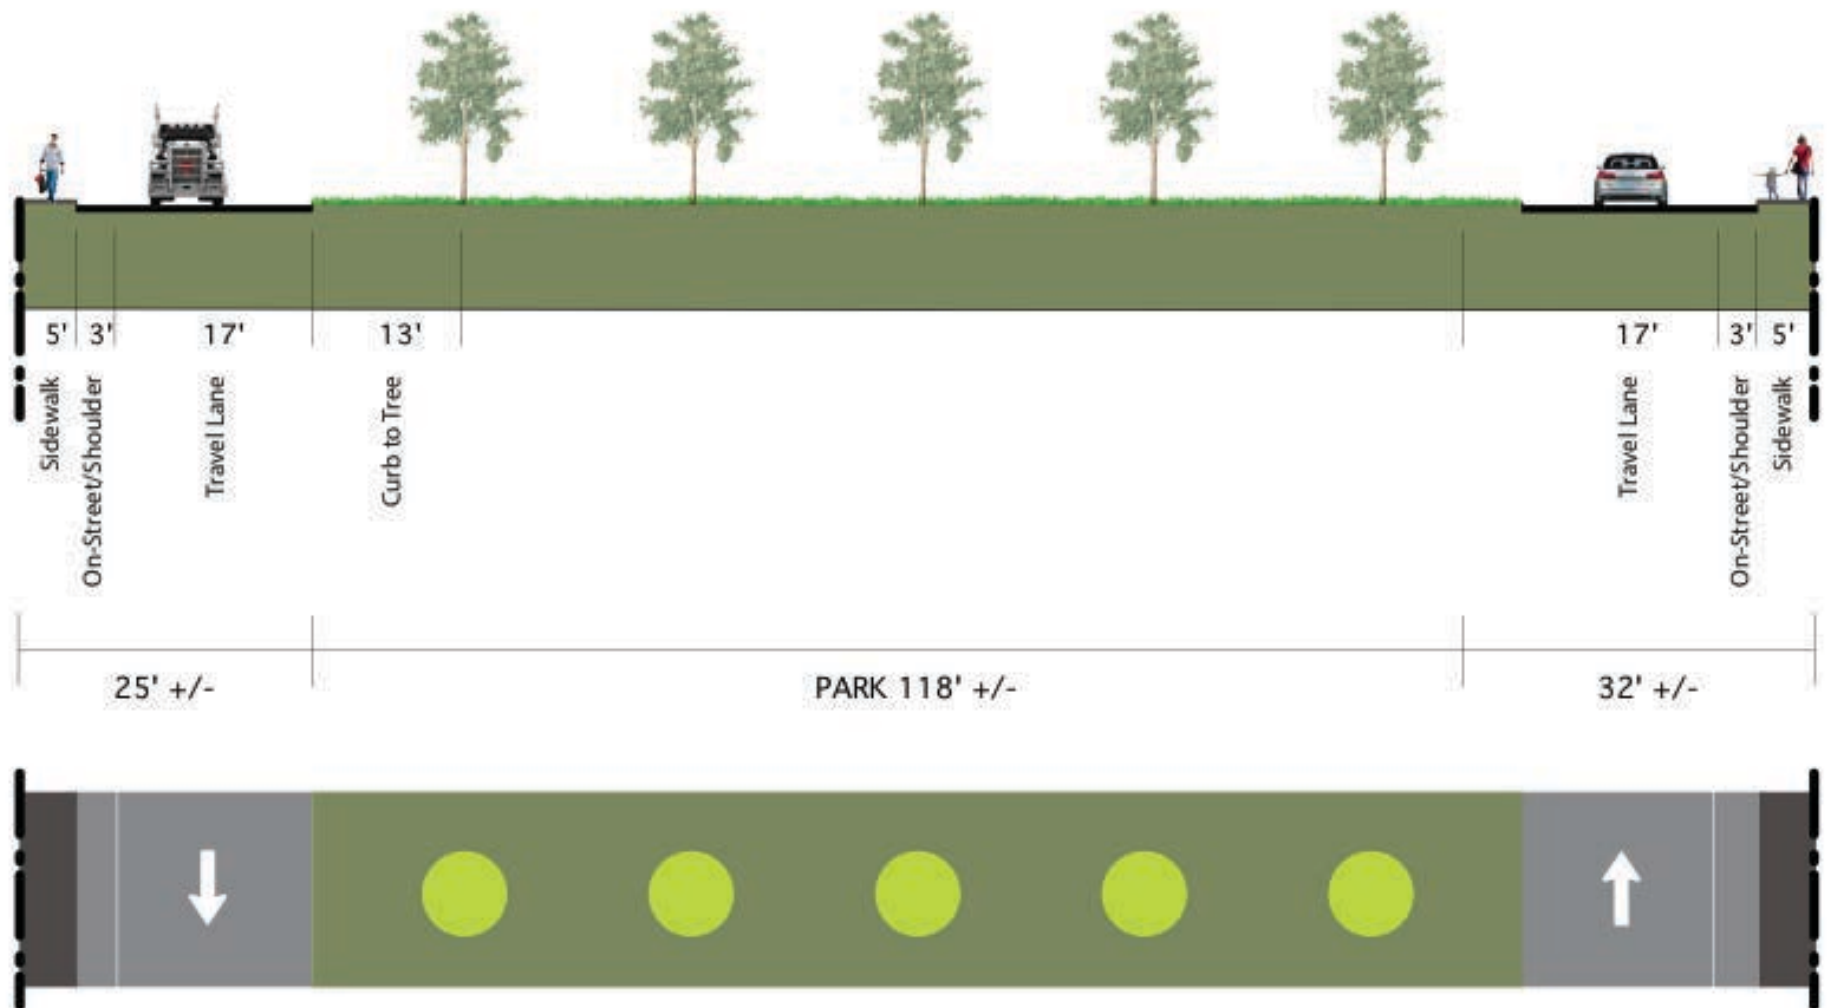 5' 3' 17' 13' 17' 3' 5'
Sidewalk
On-Street/Shoulder
Travel Lane
Curb to Tree
Travel Lane
On-Street/Shoulder
Sidewalk
25' +/- PARK 118' +/- 32' +/-